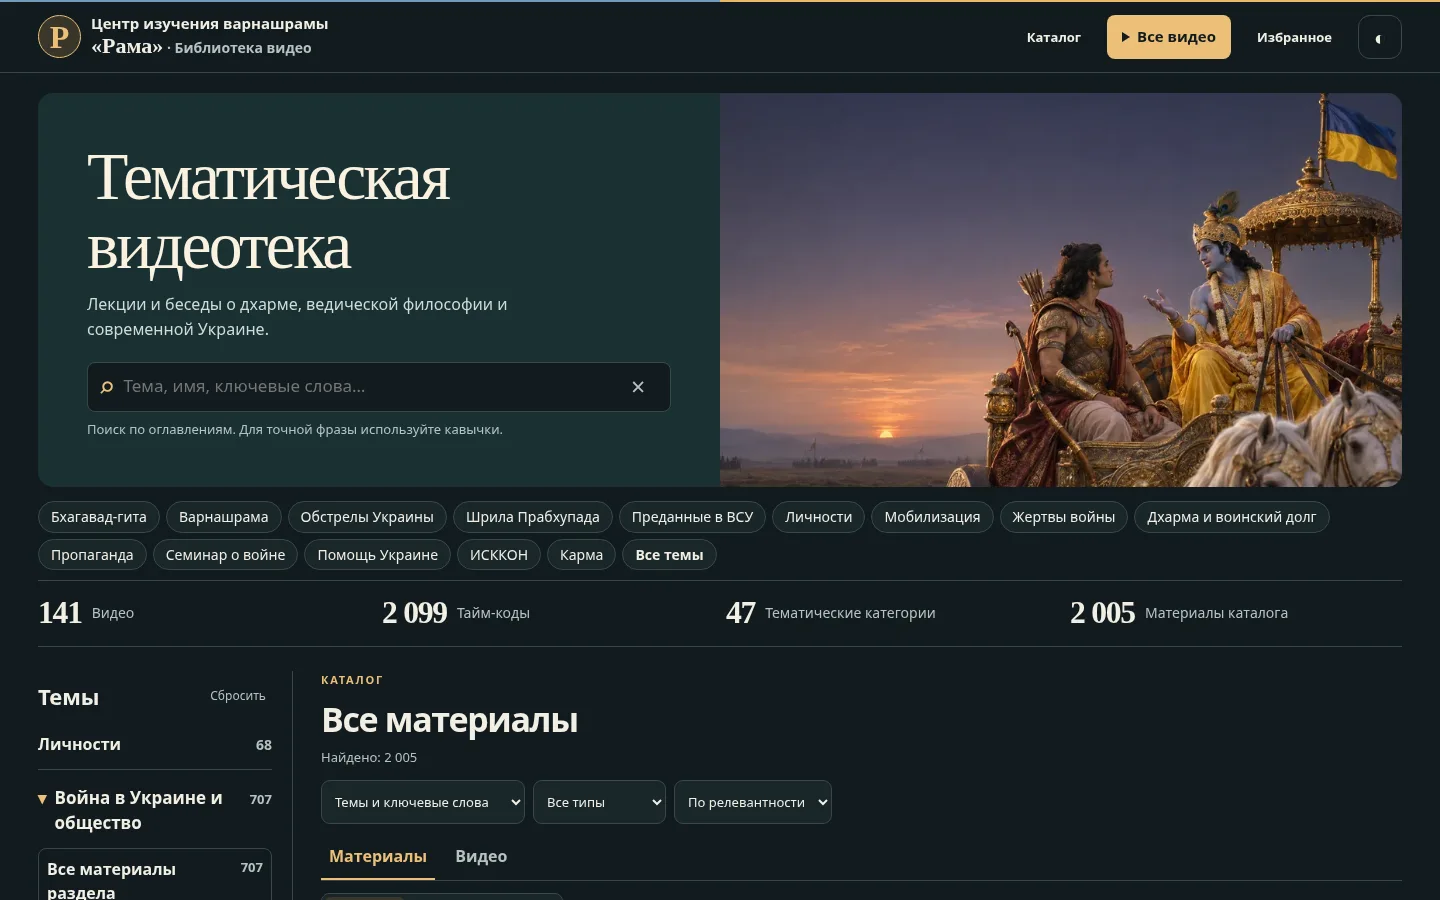 Р
Центр изучения варнашрамы
«Рама» · Библиотека видео
Каталог
Все видео
Избранное
Тематическая
видеотека
Лекции и беседы о дхарме, ведической философии и
современной Украине.
Тема, имя, ключевые слова...
Поиск по оглавлениям. Для точной фразы используйте кавычки.
Бхагавад-гита
Варнашрама
Обстрелы Украины
Шрила Прабхупада
Преданные в ВСУ
Личности
Мобилизация
Жертвы войны
Дхарма и воинский долг
Пропаганда
Семинар о войне
Помощь Украине
ИСККОН
Карма
Все темы
141 Видео
2 099 Тайм-коды
47 Тематические категории
2 005 Материалы каталога
Темы
Сбросить
Личности 68
Война в Украине и 707
общество
Все материалы 707
раздела
КАТАЛОГ
Все материалы
Найдено: 2 005
Темы и ключевые слова
Все типы
По релевантности
Материалы
Видео